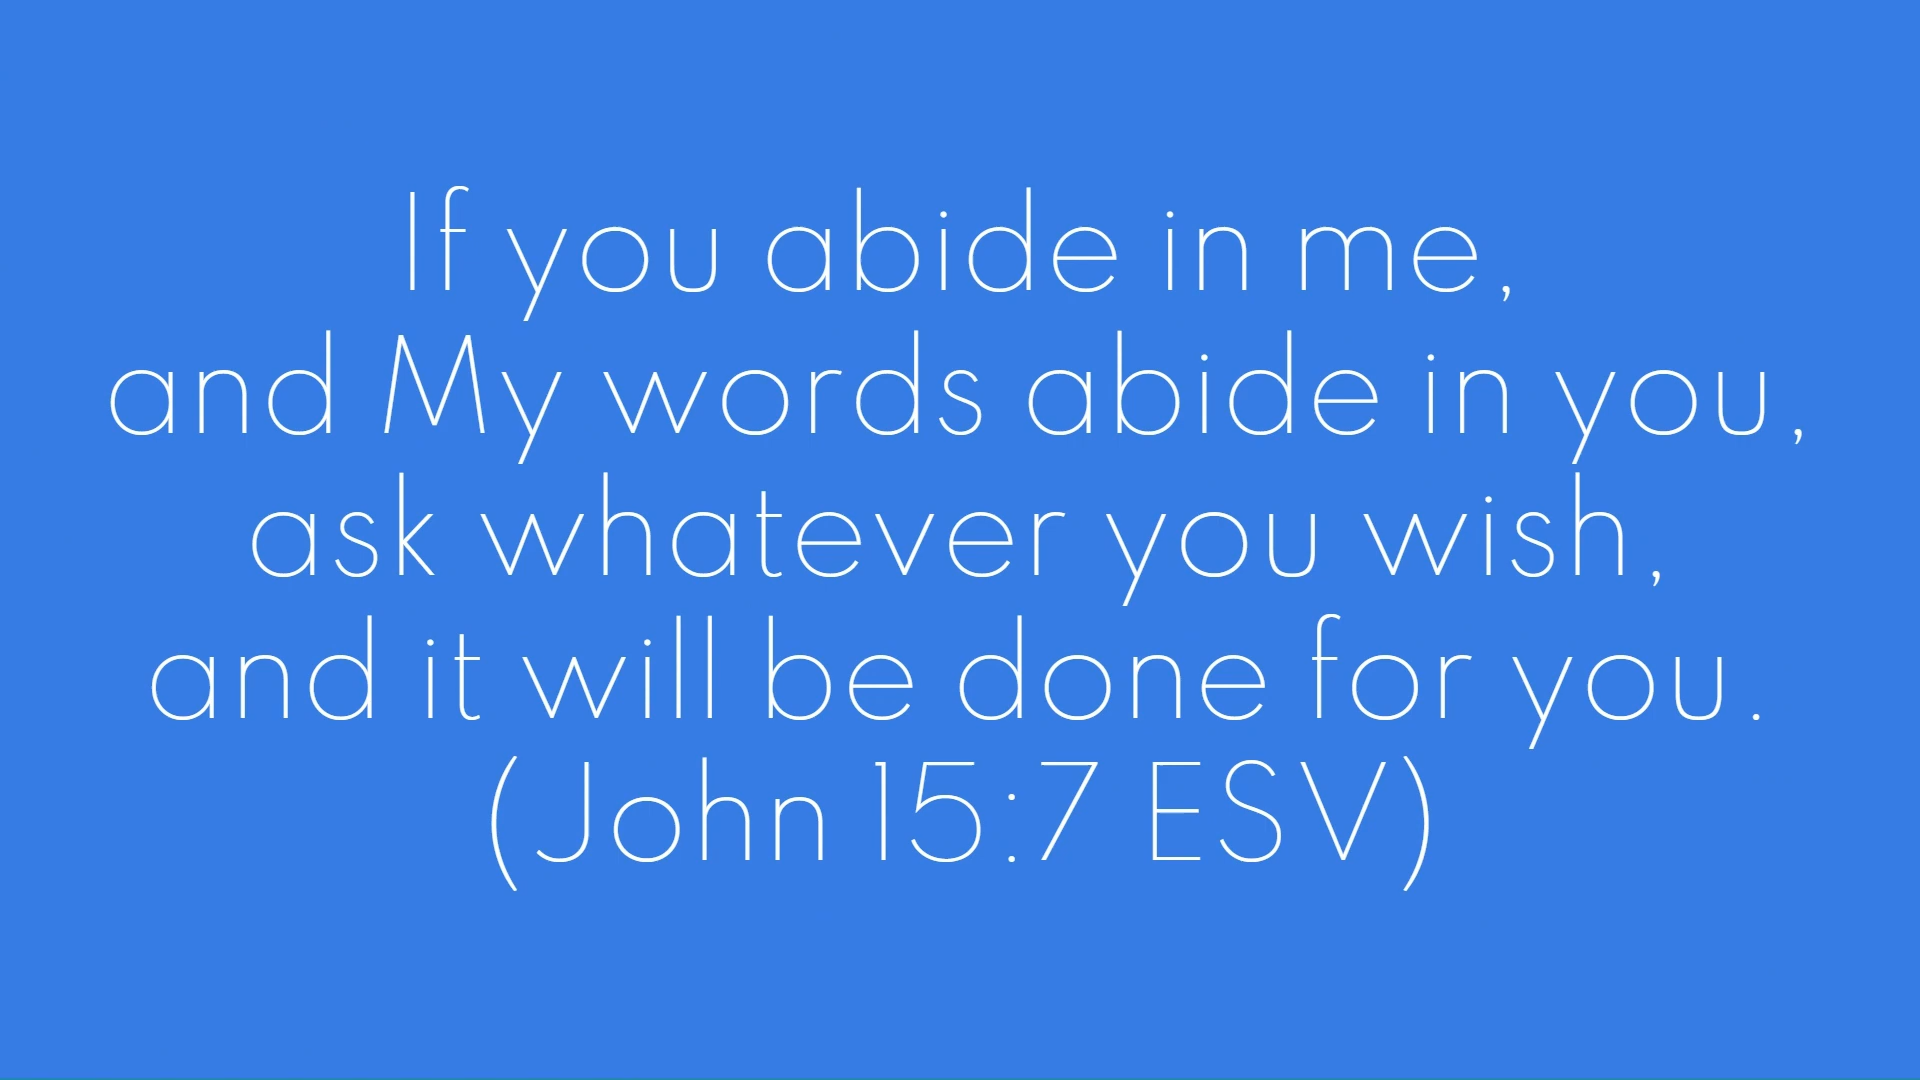 If you abide in me,
and My words abide in you,
ask whatever you wish,
and it will be done for you.
(John 15:7 ESV)